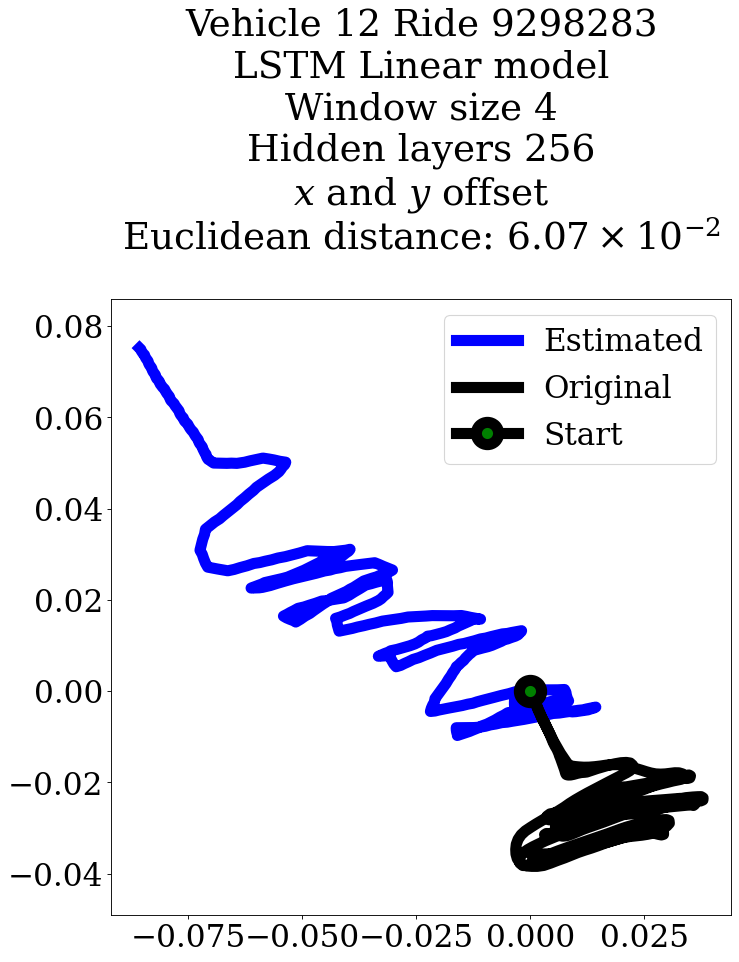 Vehicle 12 Ride 9298283
LSTM Linear model
Window size 4
Hidden layers 256
x and y offset
Euclidean distance: 6.07 × 10⁻²
Estimated
Original
Start
0.08
0.06
0.04
0.02
0.00
−0.02
−0.04
−0.075 −0.050 −0.025 0.000 0.025